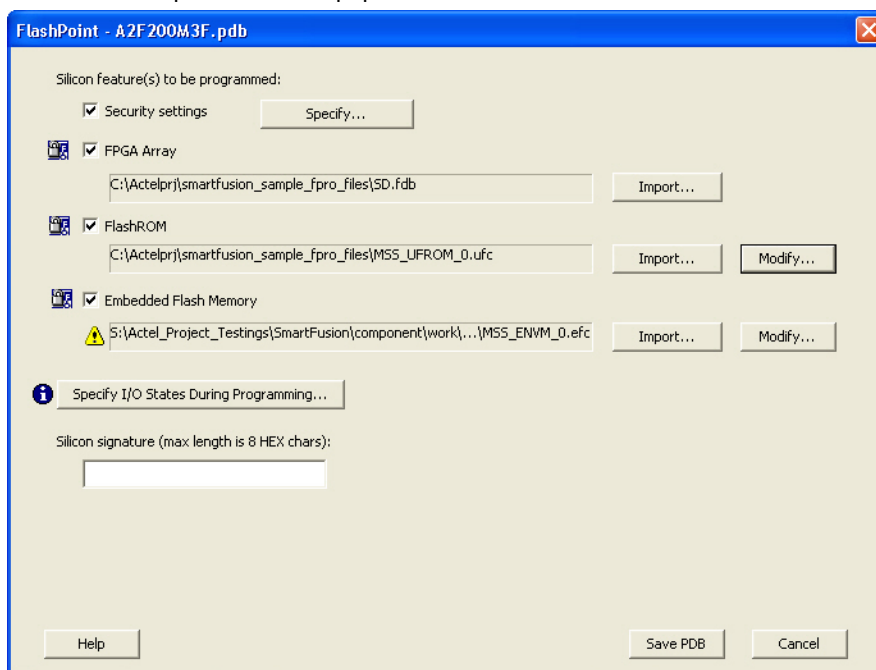 FlashPoint - A2F200M3F.pdb
Silicon feature(s) to be programmed:
Security settings
Specify...
FPGA Array
C:\Actelprj\smartfusion_sample_fpro_files\SD.fdb
Import...
FlashROM
C:\Actelprj\smartfusion_sample_fpro_files\MSS_UFROM_0.ufc
Import...
Modify...
Embedded Flash Memory
S:\Actel_Project_Testings\SmartFusion\component\work\...\MSS_ENVM_0.efc
Import...
Modify...
Specify I/O States During Programming...
Silicon signature (max length is 8 HEX chars):
Help
Save PDB
Cancel